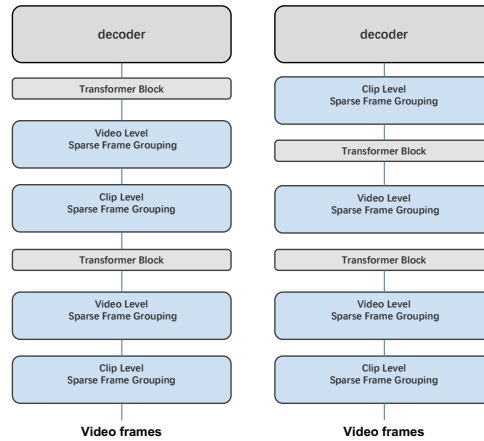 decoder
Transformer Block
Video Level
Sparse Frame Grouping
Clip Level
Sparse Frame Grouping
Transformer Block
Video Level
Sparse Frame Grouping
Clip Level
Sparse Frame Grouping
Video frames
decoder
Clip Level
Sparse Frame Grouping
Transformer Block
Video Level
Sparse Frame Grouping
Transformer Block
Video Level
Sparse Frame Grouping
Clip Level
Sparse Frame Grouping
Video frames